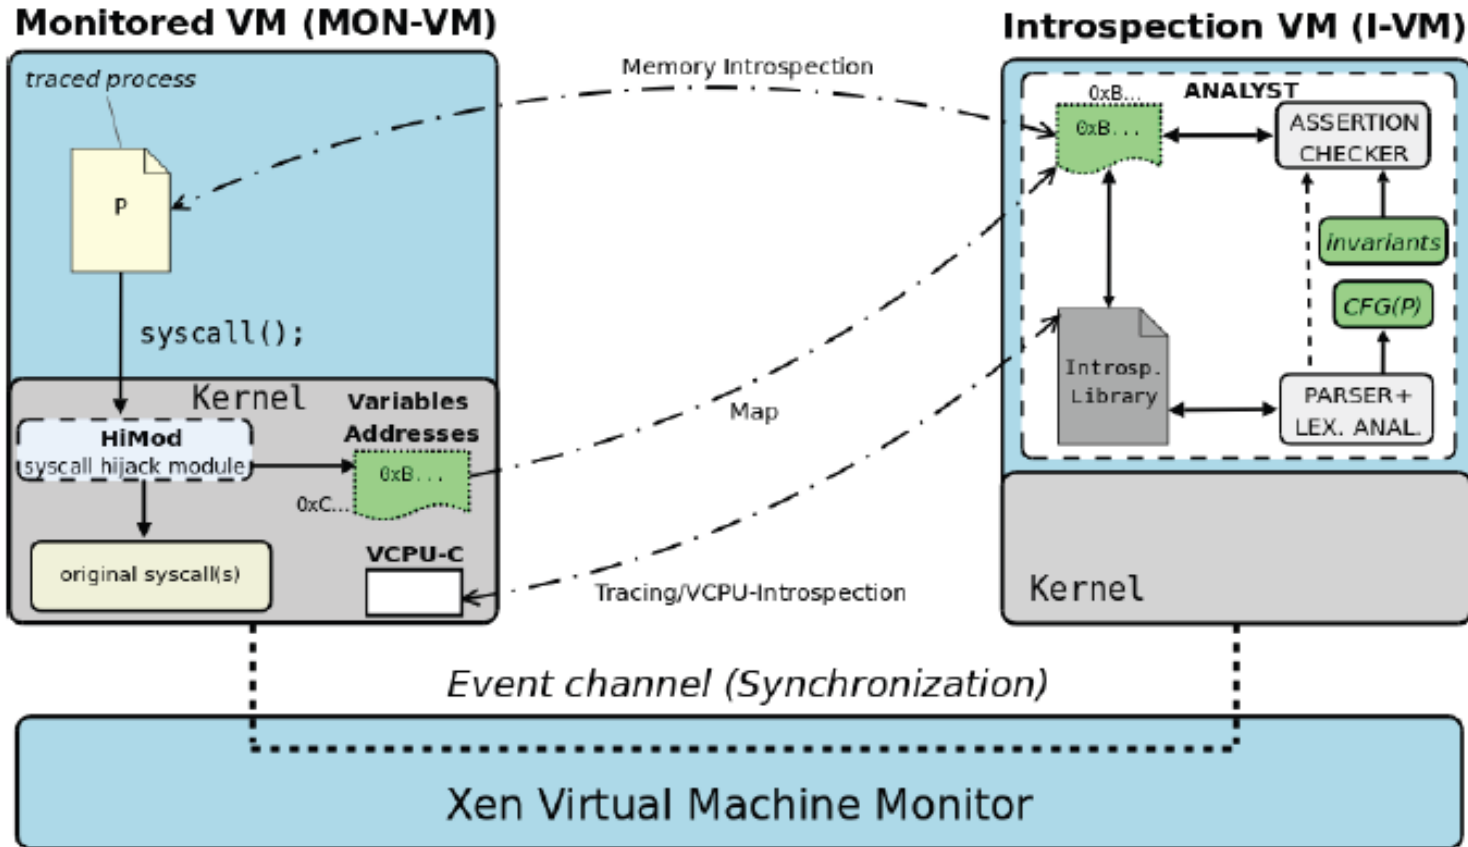 Monitored VM (MON-VM)
Introspection VM (I-VM)
traced process
P
syscall();
Kernel
HiMod
syscall hijack module
original syscall(s)
Variables
Addresses
0xB...
0xC...
VCPU-C
Memory Introspection
Map
Tracing/VCPU-Introspection
0xB...
ANALYST
0xB...
ASSERTION
CHECKER
invariants
CFG(P)
Introsp.
Library
PARSER+
LEX. ANAL.
Kernel
Event channel (Synchronization)
Xen Virtual Machine Monitor